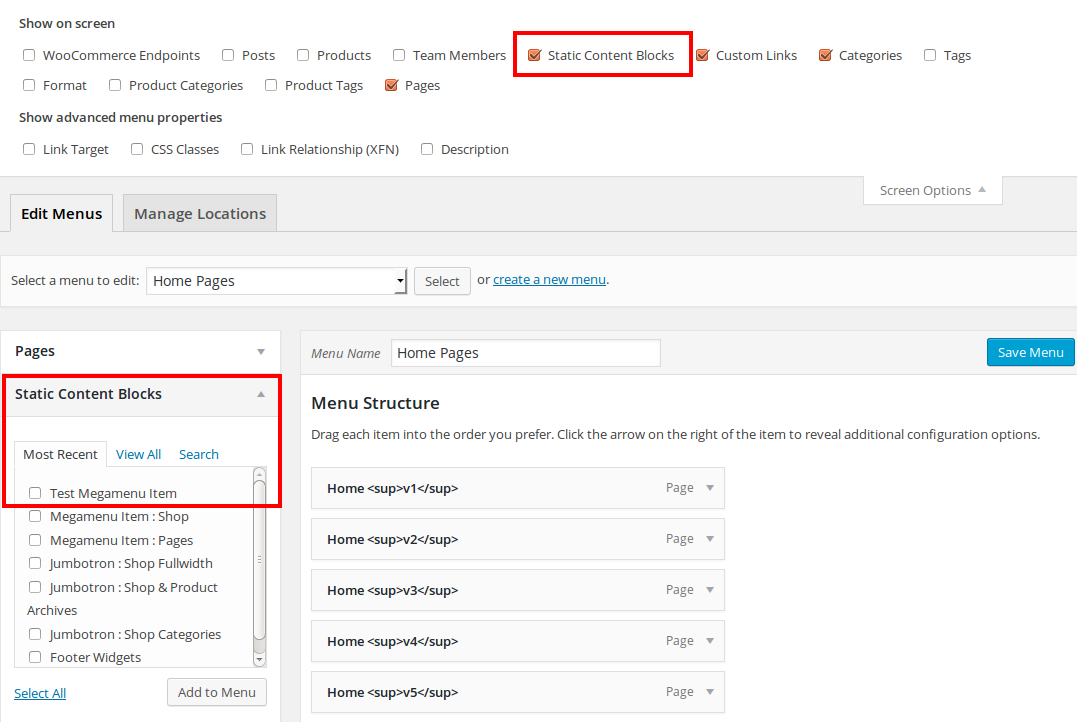 Show on screen
WooCommerce Endpoints Posts Products Team Members Static Content Blocks Custom Links Categories Tags
Format Product Categories Product Tags Pages
Show advanced menu properties
Link Target CSS Classes Link Relationship (XFN) Description
Screen Options
Edit Menus Manage Locations
Select a menu to edit: Home Pages Select or create a new menu.
Pages
Static Content Blocks
Most Recent View All Search
Test Megamenu Item
Megamenu Item : Shop
Megamenu Item : Pages
Jumbotron : Shop Fullwidth
Jumbotron : Shop & Product
Archives
Jumbotron : Shop Categories
Footer Widgets
Select All Add to Menu
Menu Name Home Pages Save Menu
Menu Structure
Drag each item into the order you prefer. Click the arrow on the right of the item to reveal additional configuration options.
Home <sup>v1</sup> Page
Home <sup>v2</sup> Page
Home <sup>v3</sup> Page
Home <sup>v4</sup> Page
Home <sup>v5</sup> Page